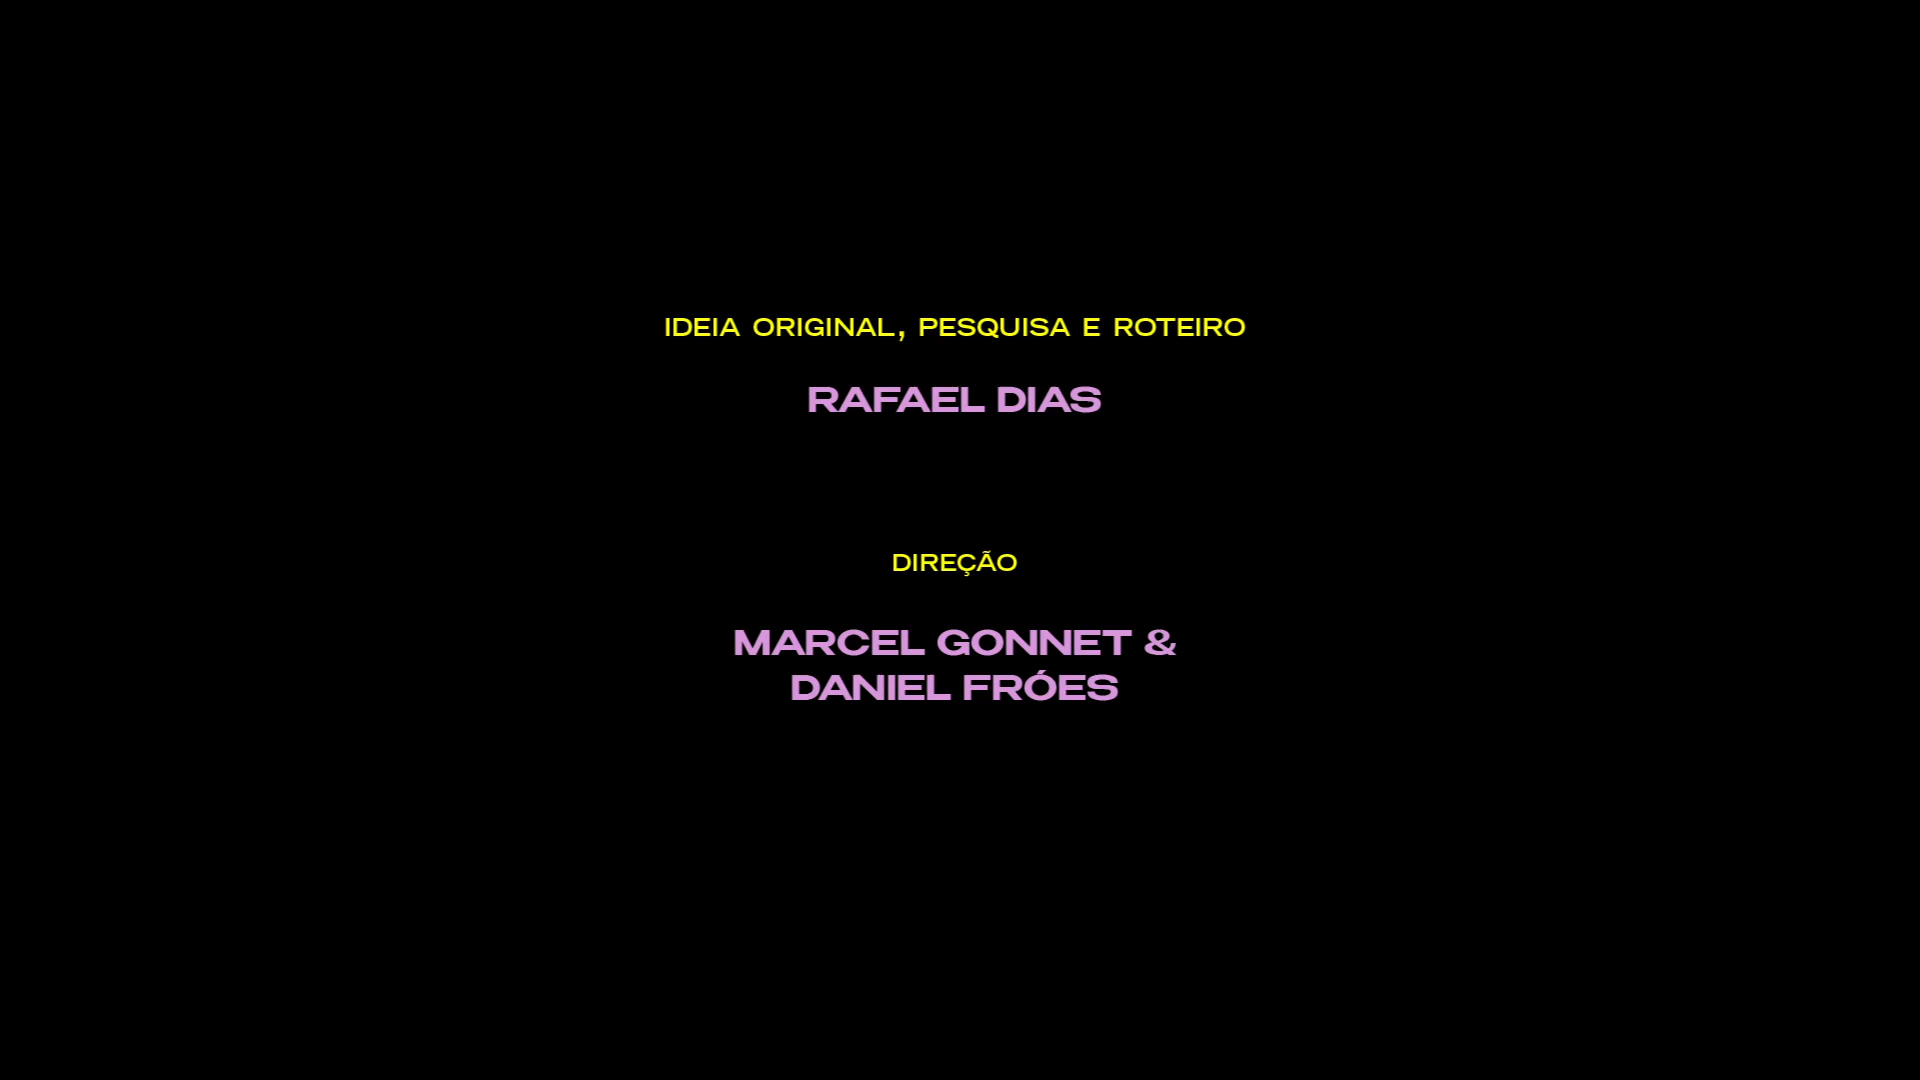 IDEIA ORIGINAL, PESQUISA E ROTEIRO
RAFAEL DIAS
DIREÇÃO
MARCEL GONNET &
DANIEL FRÓES